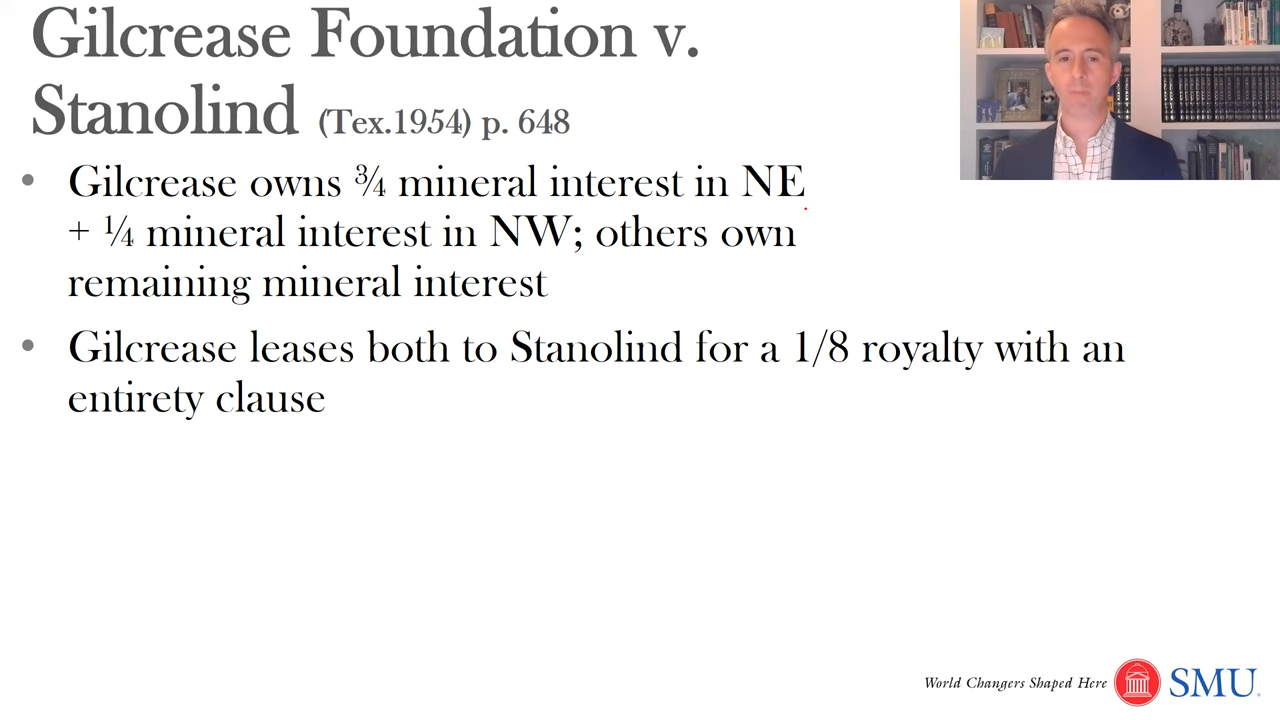 Gilcrease Foundation v.
Stanolind (Tex.1954) p. 648
• Gilcrease owns ¾ mineral interest in NE
+ ¼ mineral interest in NW; others own
remaining mineral interest
• Gilcrease leases both to Stanolind for a 1/8 royalty with an
entirety clause
World Changers Shaped Here SMU